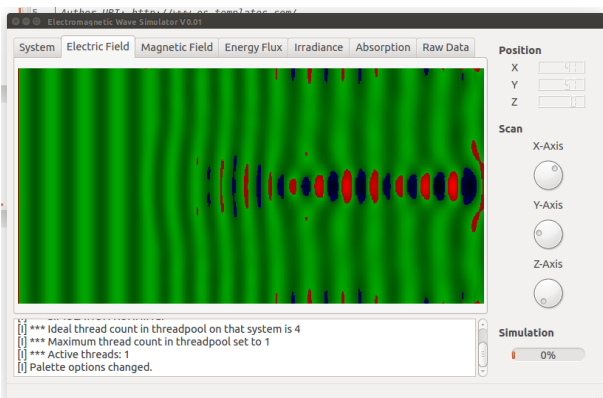 Author URI: http://www.os-templates.com/
Electromagnetic Wave Simulator V0.01
System Electric Field Magnetic Field Energy Flux Irradiance Absorption Raw Data
Position
X
Y
Z
Scan
X-Axis
Y-Axis
Z-Axis
[I] *** Ideal thread count in threadpool on that system is 4
[I] *** Maximum thread count in threadpool set to 1
[I] *** Active threads: 1
[I] Palette options changed.
Simulation
0%